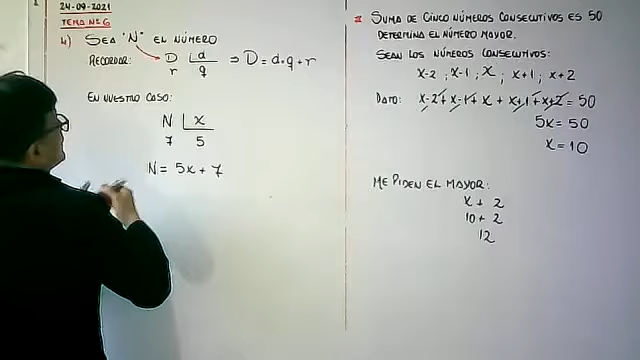 24-09-2021
TEMA Nº 6
4) SEA "N" EL NÚMERO
RECORDAR: D d ⇒ D = d·q + r
r q
EN NUESTRO CASO:
N x
7 5
N = 5x + 7
SUMA DE CINCO NÚMEROS CONSECUTIVOS ES 50
DETERMINA EL NÚMERO MAYOR.
SEAN LOS NÚMEROS CONSECUTIVOS:
x-2 ; x-1 ; x ; x+1 ; x+2
DATO: x-2 + x-1 + x + x+1 + x+2 = 50
5x = 50
x = 10
ME PIDEN EL MAYOR:
x + 2
10 + 2
12